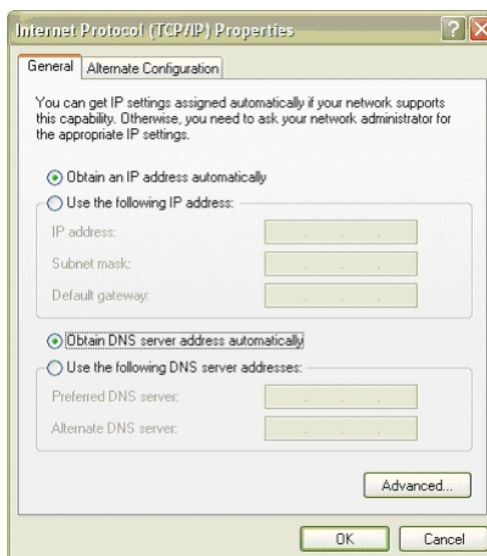 Internet Protocol (TCP/IP) Properties
General
Alternate Configuration
You can get IP settings assigned automatically if your network supports
this capability. Otherwise, you need to ask your network administrator for
the appropriate IP settings.
Obtain an IP address automatically
Use the following IP address:
IP address:
Subnet mask:
Default gateway:
Obtain DNS server address automatically
Use the following DNS server addresses:
Preferred DNS server:
Alternate DNS server:
Advanced...
OK
Cancel